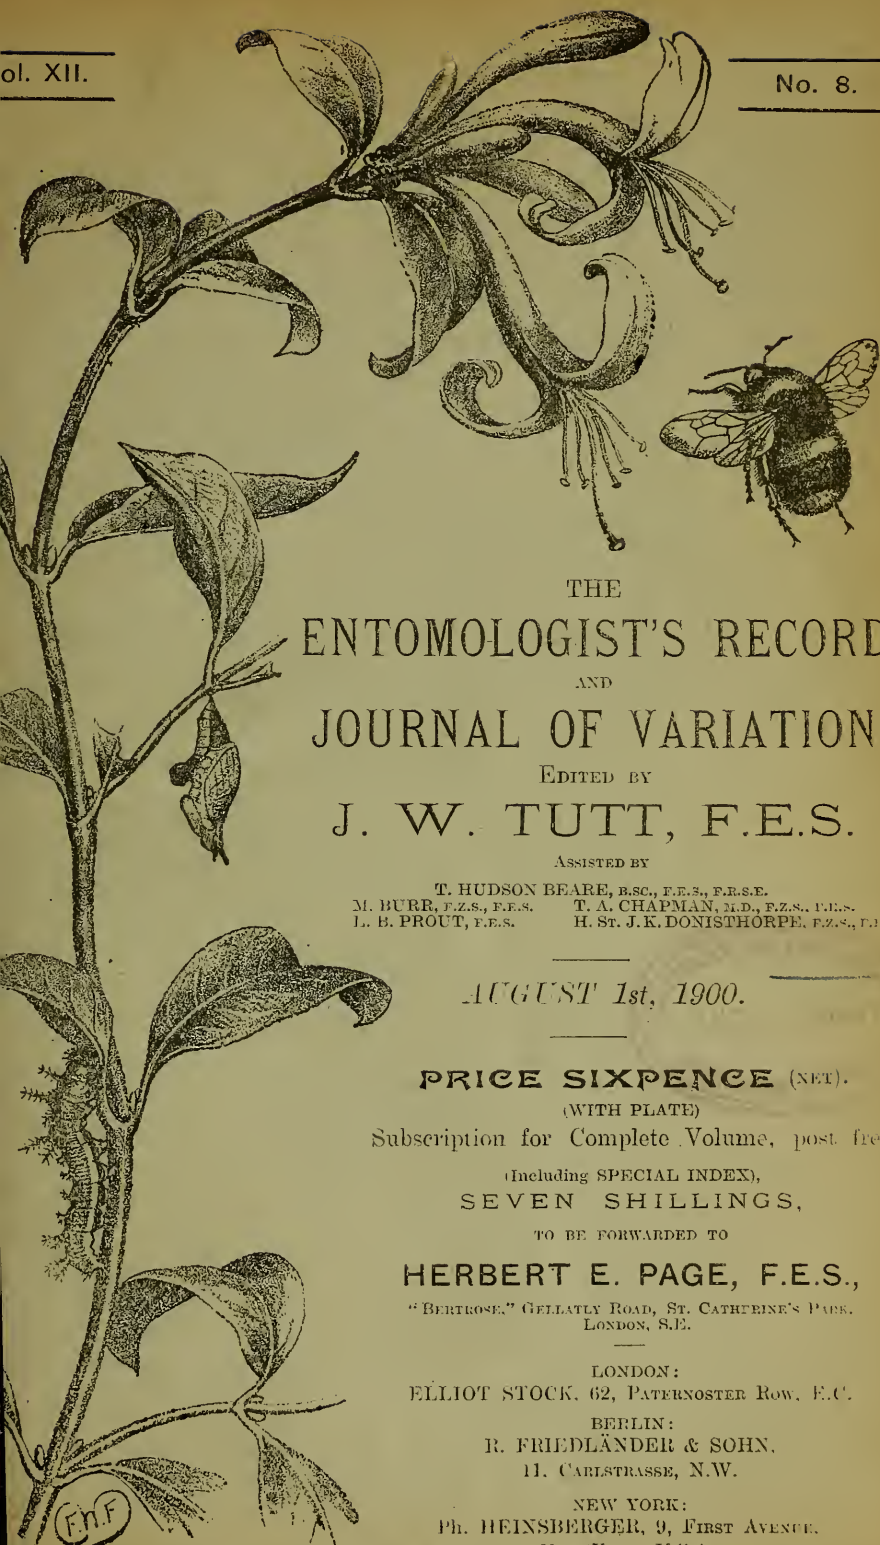 ol. XII.
No. 8.
THE
ENTOMOLOGIST'S RECORD
AND
JOURNAL OF VARIATION
EDITED BY
J. W. TUTT, F.E.S.
ASSISTED BY
T. HUDSON BEARE, B.SC., F.E.S., F.R.S.E.
M. BURR, F.Z.S., F.E.S. T. A. CHAPMAN, M.D., F.Z.S., F.E.S.
L. B. PROUT, F.E.S. H. ST. J. K. DONISTHORPE, F.Z.S.,
AUGUST 1st, 1900.
PRICE SIXPENCE (NET).
(WITH PLATE)
Subscription for Complete Volume, post fre
(Including SPECIAL INDEX),
SEVEN SHILLINGS,
TO BE FORWARDED TO
HERBERT E. PAGE, F.E.S.,
"BERTROSE," GELLATLY ROAD, ST. CATHERINE'S PARK,
LONDON, S.E.
LONDON:
ELLIOT STOCK, 62, PATERNOSTER ROW, E.C.
BERLIN:
R. FRIEDLÄNDER & SOHN,
11, CARLSTRASSE, N.W.
NEW YORK:
Ph. HEINSBERGER, 9, FIRST AVENUE,
F.N.F